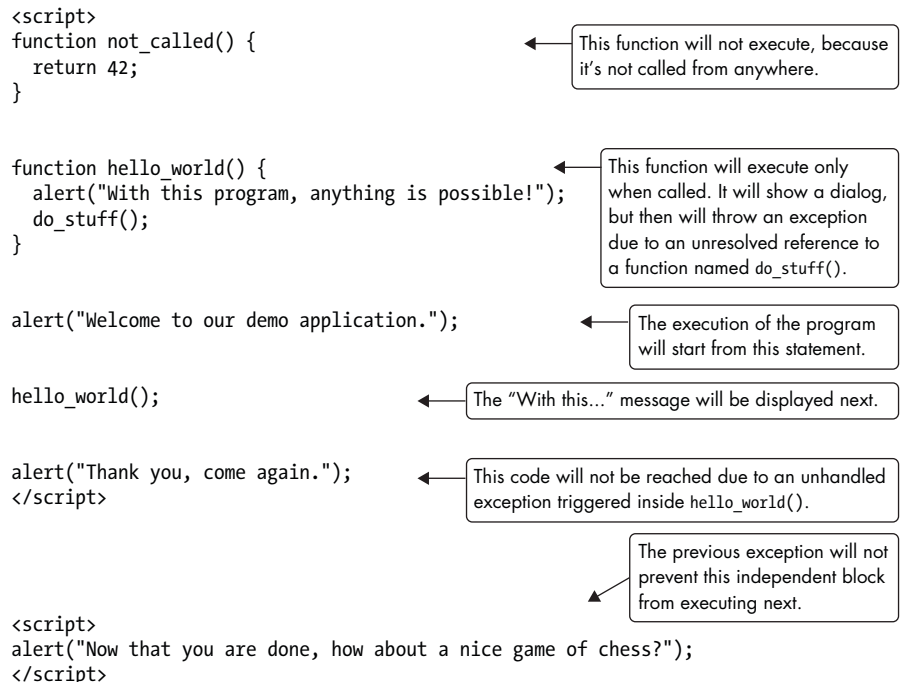 <script>
function not_called() {
return 42;
}
This function will not execute, because
it's not called from anywhere.
function hello_world() {
alert("With this program, anything is possible!");
do_stuff();
}
This function will execute only
when called. It will show a dialog,
but then will throw an exception
due to an unresolved reference to
a function named do_stuff().
alert("Welcome to our demo application.");
The execution of the program
will start from this statement.
hello_world();
The “With this...” message will be displayed next.
alert("Thank you, come again.");
</script>
This code will not be reached due to an unhandled
exception triggered inside hello_world().
The previous exception will not
prevent this independent block
from executing next.
<script>
alert("Now that you are done, how about a nice game of chess?");
</script>